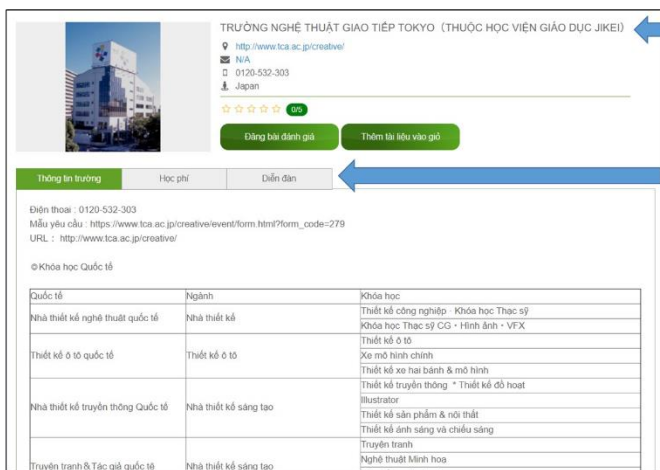 TRƯỜNG NGHỆ THUẬT GIAO TIẾP TOKYO（THUỘC HỌC VIỆN GIÁO DỤC JIKEI）
http://www.tca.ac.jp/creative/
N/A
0120-532-303
Japan
0/5
Đăng bài đánh giá Thêm tài liệu vào giỏ
Thông tin trường Học phí Diễn đàn
Điện thoại : 0120-532-303
Mẫu yêu cầu : https://www.tca.ac.jp/creative/event/form.html?form_code=279
URL : http://www.tca.ac.jp/creative/
◎Khóa học Quốc tế
Quốc tế Ngành Khóa học
Nhà thiết kế nghệ thuật quốc tế Nhà thiết kế Thiết kế công nghiệp · Khóa học Thạc sỹ
Khóa học Thạc sỹ CG・Hình ảnh・VFX
Thiết kế ô tô quốc tế Thiết kế ô tô Thiết kế ô tô
Xe mô hình chính
Thiết kế xe hai bánh & mô hình
Nhà thiết kế truyền thông Quốc tế Nhà thiết kế sáng tạo Thiết kế truyền thông * Thiết kế đồ hoạt
Illustrator
Thiết kế sản phẩm & nội thất
Thiết kế ánh sáng và chiếu sáng
Truyện tranh & Tác giả quốc tế Nhà thiết kế sáng tạo Truyện tranh
Nghệ thuật Minh họa